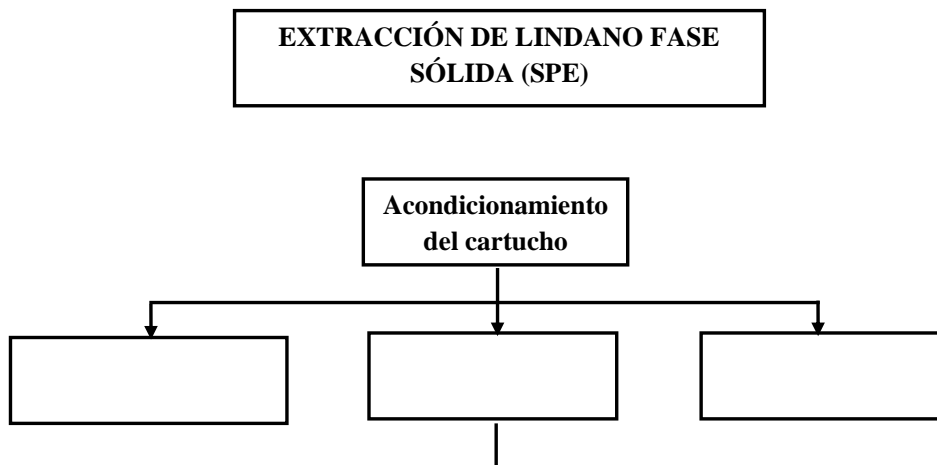 EXTRACCIÓN DE LINDANO FASE
SÓLIDA (SPE)
Acondicionamiento
del cartucho